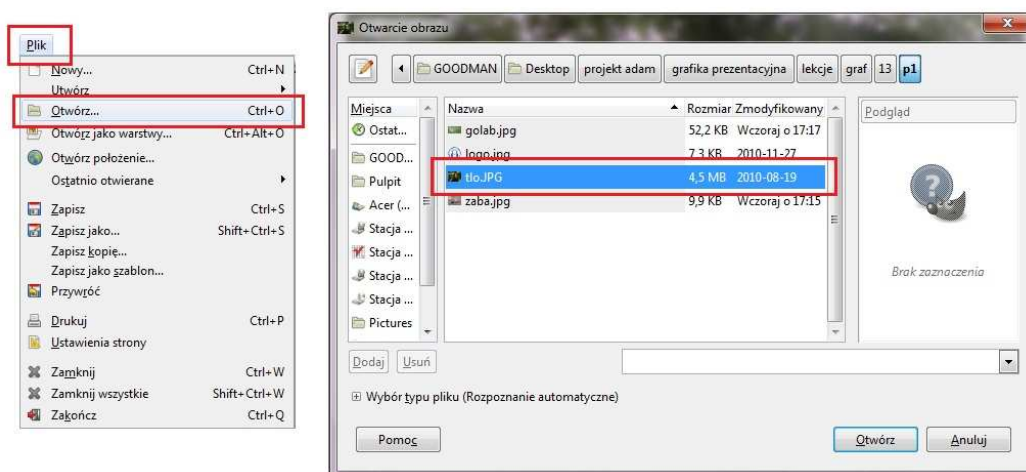 Plik
Nowy... Ctrl+N
Utwórz
Otwórz... Ctrl+O
Otwórz jako warstwy... Ctrl+Alt+O
Otwórz położenie...
Ostatnio otwierane
Zapisz Ctrl+S
Zapisz jako... Shift+Ctrl+S
Zapisz kopię...
Zapisz jako szablon...
Przywróć
Drukuj Ctrl+P
Ustawienia strony
Zamknij Ctrl+W
Zamknij wszystkie Shift+Ctrl+W
Zakończ Ctrl+Q
Otwarcie obrazu
GOODMAN Desktop projekt adam grafika prezentacyjna lekcje graf 13 p1
Miejsca Nazwa Rozmiar Zmodyfikowany Podgląd
Ostat... golab.jpg 52,2 KB Wczoraj o 17:17
GOOD... logo.jpg 7,3 KB 2010-11-27
Pulpit tlo.JPG 4,5 MB 2010-08-19
Acer (... zaba.jpg 9,9 KB Wczoraj o 17:15
Stacja ...
Stacja ...
Stacja ... Brak zaznaczenia
Stacja ...
Pictures
Dodaj Usuń
Wybór typu pliku (Rozpoznanie automatyczne)
Pomoc Otwórz Anuluj